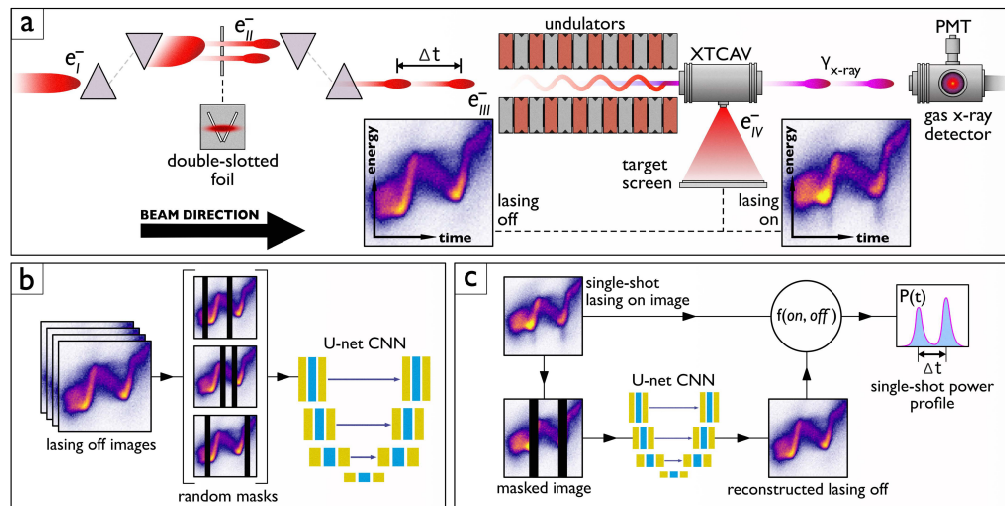 a
e⁻I
e⁻II
Δt
e⁻III
double-slotted
foil
BEAM DIRECTION
energy
time
lasing
off
undulators
XTCAV
e⁻IV
target
screen
γx-ray
PMT
gas x-ray
detector
lasing
on
energy
time
b
lasing off images
random masks
U-net CNN
c
single-shot
lasing on image
f(on, off)
P(t)
Δt
single-shot power
profile
U-net CNN
masked image
reconstructed lasing off